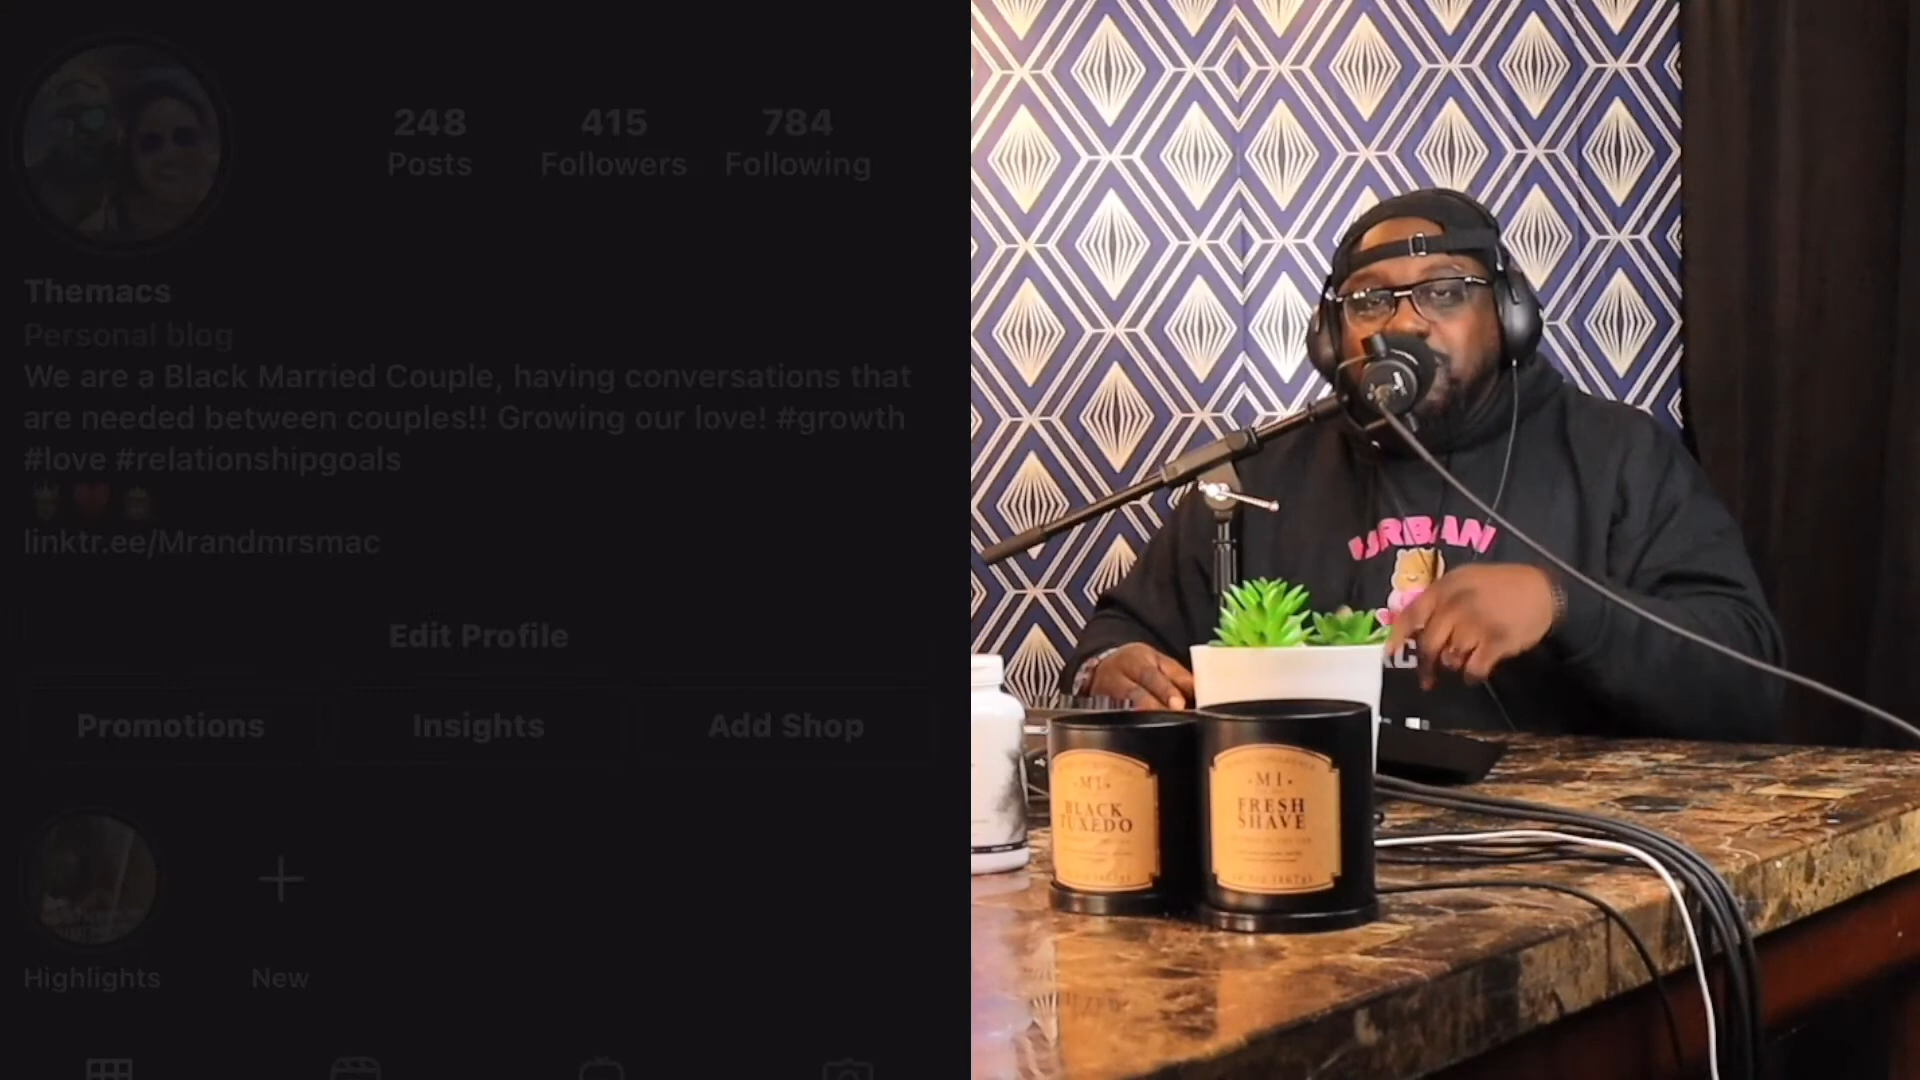 248
415
784
Posts
Followers
Following
Themacs
Personal blog
We are a Black Married Couple, having conversations that
are needed between couples!! Growing our love! #growth
#love #relationshipgoals
linktr.ee/Mrandmrsmac
Edit Profile
Promotions
Insights
Add Shop
Highlights
New
URBAN
MI
BLACK
TUXEDO
MI
FRESH
SHAVE